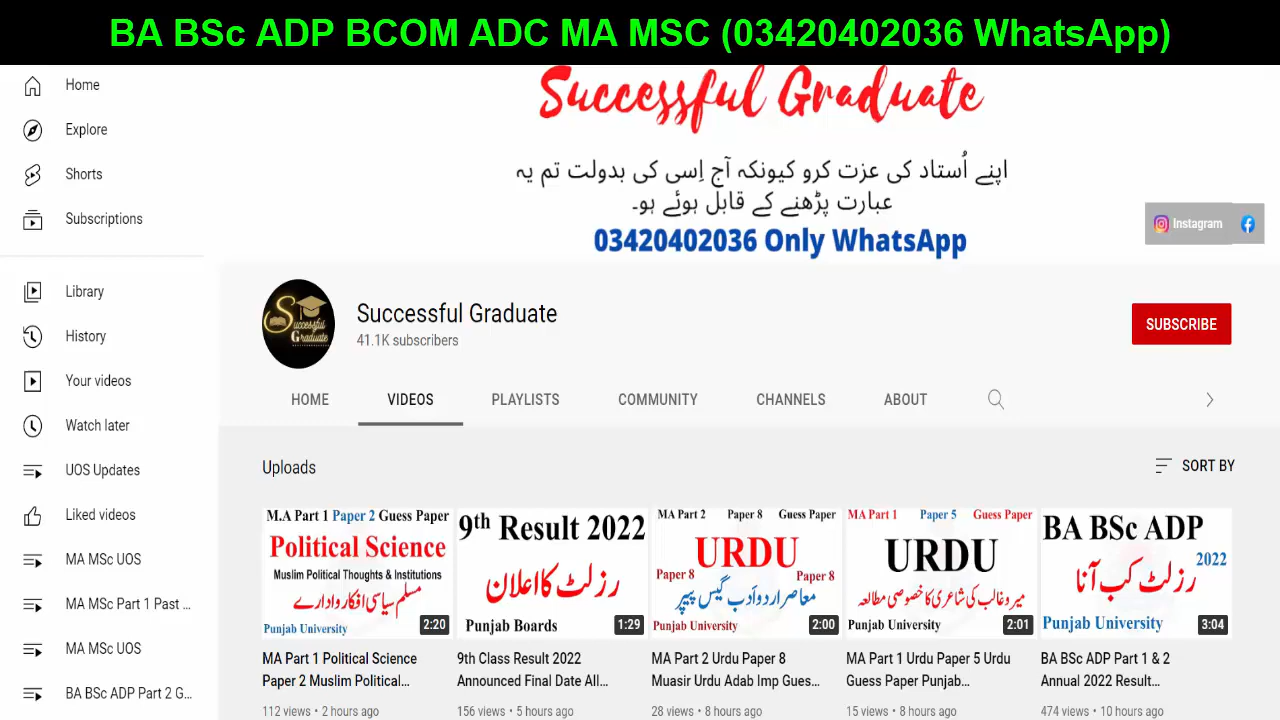 BA BSc ADP BCOM ADC MA MSC (03420402036 WhatsApp)
Successful Graduate
اپنے اُستاد کی عزت کرو کیونکہ آج اِسی کی بدولت تم یہ
عبارت پڑھنے کے قابل ہوئے ہو۔
03420402036 Only WhatsApp
Instagram
Home
Explore
Shorts
Subscriptions
Library
History
Your videos
Watch later
UOS Updates
Liked videos
MA MSc UOS
MA MSc Part 1 Past ...
MA MSc UOS
BA BSc ADP Part 2 G...
Successful Graduate
Successful Graduate
41.1K subscribers
SUBSCRIBE
HOME VIDEOS PLAYLISTS COMMUNITY CHANNELS ABOUT
Uploads
SORT BY
M.A Part 1 Paper 2 Guess Paper
Political Science
Muslim Political Thoughts & Institutions
مسلم سیاسی افکار و ادارے
Punjab University
2:20
MA Part 1 Political Science
Paper 2 Muslim Political...
112 views • 2 hours ago
9th Result 2022
رزلٹ کا اعلان
Punjab Boards
1:29
9th Class Result 2022
Announced Final Date All...
156 views • 5 hours ago
MA Part 2 Paper 8 Guess Paper
URDU
Paper 8 Paper 8
معاصر اردو ادب گیس پیپر
Punjab University
2:00
MA Part 2 Urdu Paper 8
Muasir Urdu Adab Imp Gues...
28 views • 8 hours ago
MA Part 1 Paper 5 Guess Paper
URDU
میر و غالب کی شاعری کا خصوصی مطالعہ
Punjab University
2:01
MA Part 1 Urdu Paper 5 Urdu
Guess Paper Punjab...
15 views • 8 hours ago
BA BSc ADP
2022
رزلٹ کب آنا
Punjab University
3:04
BA BSc ADP Part 1 & 2
Annual 2022 Result...
474 views • 10 hours ago